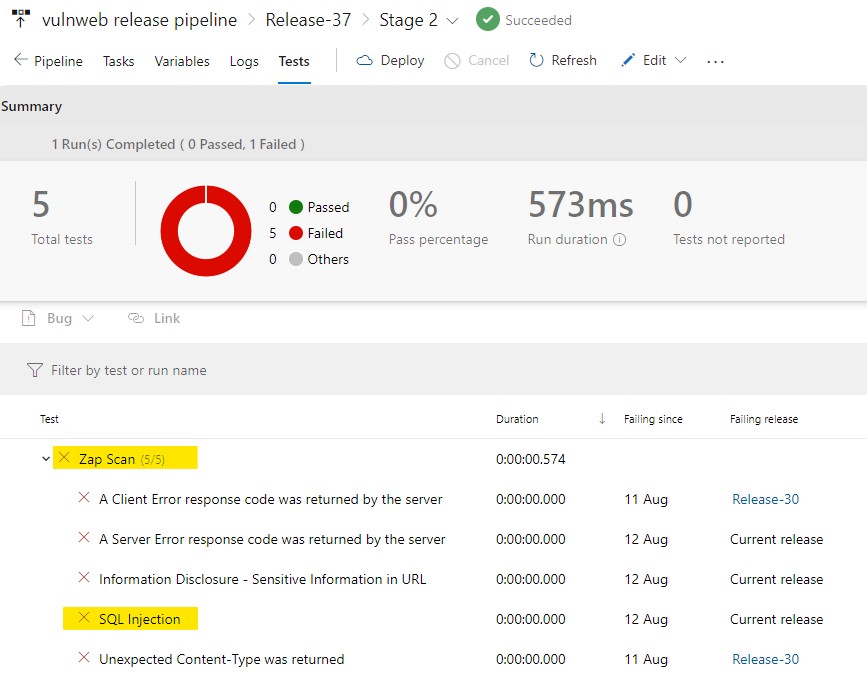 vulnweb release pipeline > Release-37 > Stage 2 Succeeded
Pipeline Tasks Variables Logs Tests Deploy Cancel Refresh Edit ...
Summary
1 Run(s) Completed ( 0 Passed, 1 Failed )
5
Total tests
0 Passed
5 Failed
0 Others
0%
Pass percentage
573ms
Run duration
0
Tests not reported
Bug Link
Filter by test or run name
Test Duration Failing since Failing release
Zap Scan (5/5) 0:00:00.574
A Client Error response code was returned by the server 0:00:00.000 11 Aug Release-30
A Server Error response code was returned by the server 0:00:00.000 12 Aug Current release
Information Disclosure - Sensitive Information in URL 0:00:00.000 12 Aug Current release
SQL Injection 0:00:00.000 12 Aug Current release
Unexpected Content-Type was returned 0:00:00.000 11 Aug Release-30